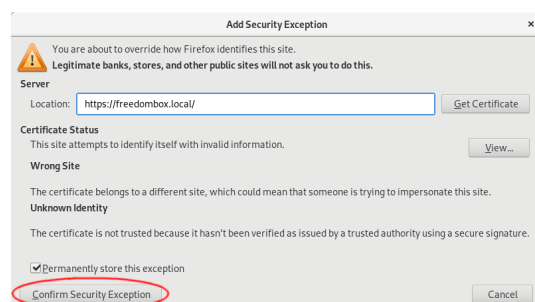 Add Security Exception ×
You are about to override how Firefox identifies this site.
Legitimate banks, stores, and other public sites will not ask you to do this.
Server
Location: https://freedombox.local/ Get Certificate
Certificate Status
This site attempts to identify itself with invalid information. View...
Wrong Site
The certificate belongs to a different site, which could mean that someone is trying to impersonate this site.
Unknown Identity
The certificate is not trusted because it hasn't been verified as issued by a trusted authority using a secure signature.
Permanently store this exception
Confirm Security Exception Cancel